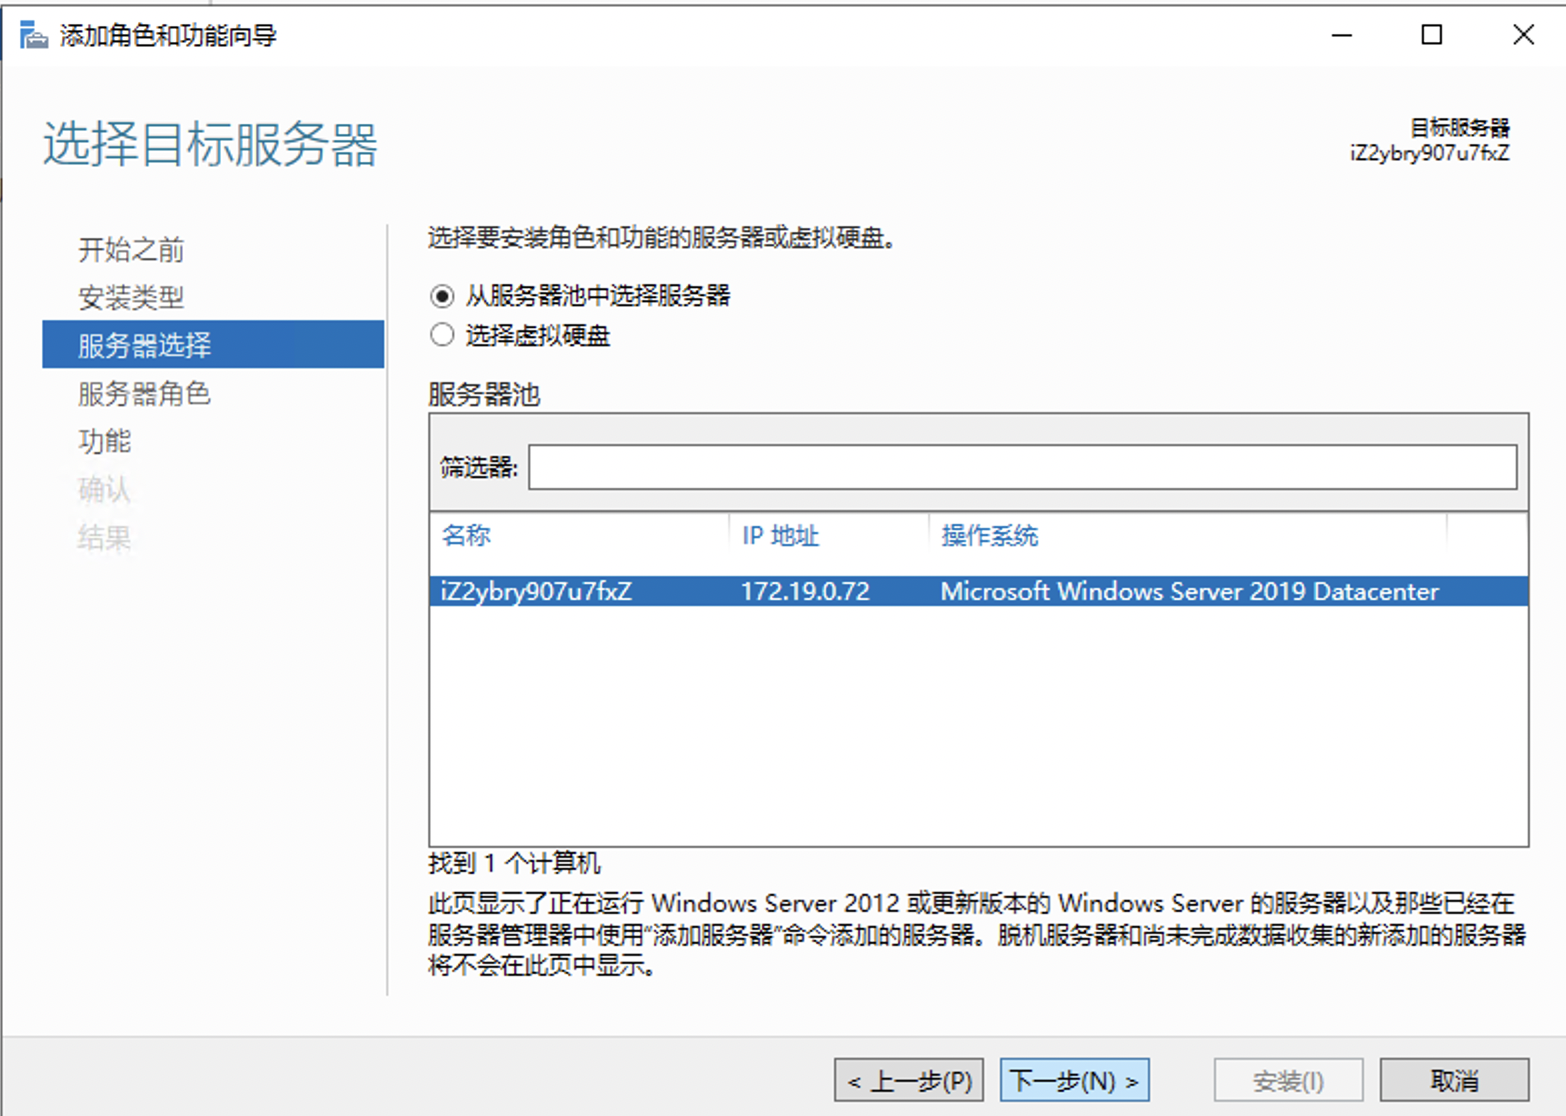 添加角色和功能向导
选择目标服务器
目标服务器
iZ2ybry907u7fxZ
开始之前
安装类型
服务器选择
服务器角色
功能
确认
结果
选择要安装角色和功能的服务器或虚拟硬盘。
从服务器池中选择服务器
选择虚拟硬盘
服务器池
筛选器:
名称 IP 地址 操作系统
iZ2ybry907u7fxZ 172.19.0.72 Microsoft Windows Server 2019 Datacenter
找到 1 个计算机
此页显示了正在运行 Windows Server 2012 或更新版本的 Windows Server 的服务器以及那些已经在
服务器管理器中使用“添加服务器”命令添加的服务器。脱机服务器和尚未完成数据收集的新添加的服务器
将不会在此页中显示。
< 上一步(P) 下一步(N) > 安装(I) 取消